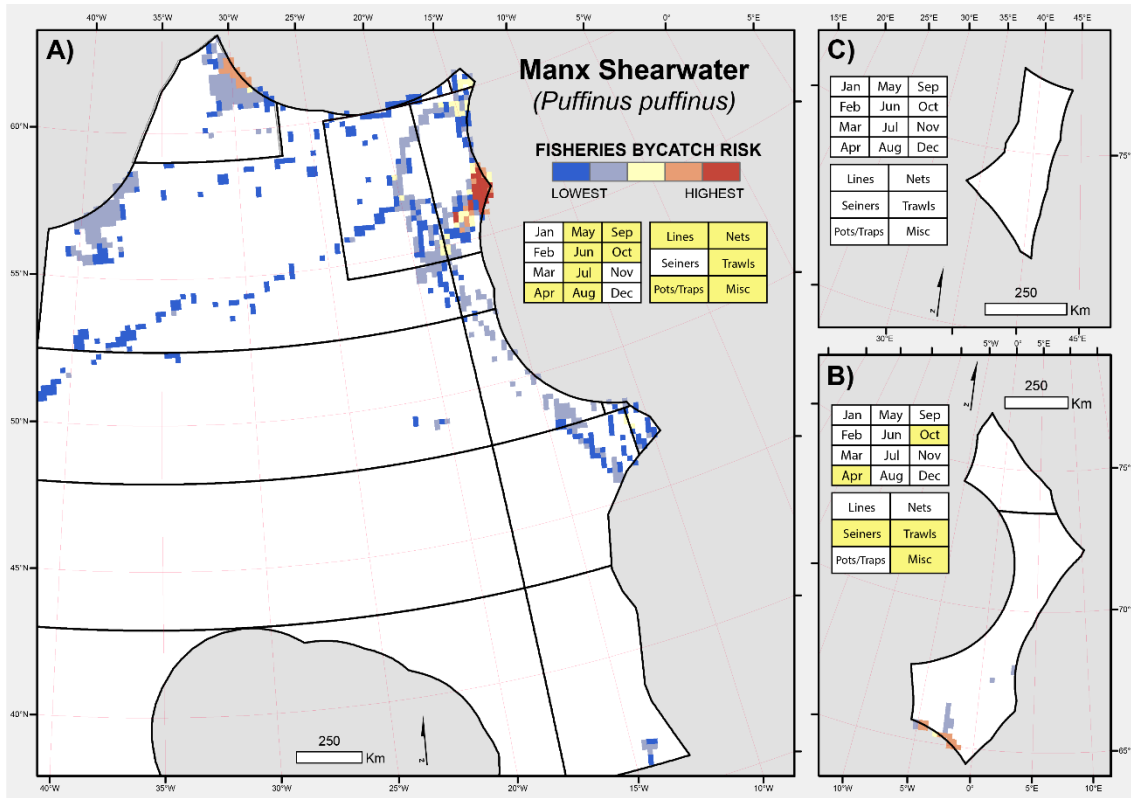 40°W 35°W 30°W 25°W 20°W 15°W 10°W 5°W 0° 5°E
A)
Manx Shearwater
(Puffinus puffinus)
FISHERIES BYCATCH RISK
LOWEST HIGHEST
Jan May Sep
Feb Jun Oct
Mar Jul Nov
Apr Aug Dec
Lines Nets
Seiners Trawls
Pots/Traps Misc
60°N
55°N
50°N
45°N
40°N
250
Km
z
40°W 35°W 30°W 25°W 20°W 15°W 10°W
15°E 20°E 25°E 30°E 35°E 40°E 45°E
C)
Jan May Sep
Feb Jun Oct
Mar Jul Nov
Apr Aug Dec
Lines Nets
Seiners Trawls
Pots/Traps Misc
75°
z
250
Km
30°E 45°E
5°W 0° 5°E
B)
z
250
Km
Jan May Sep
Feb Jun Oct
Mar Jul Nov
Apr Aug Dec
Lines Nets
Seiners Trawls
Pots/Traps Misc
75°N
70°N
65°N
10°W 5°W 0° 5°E 10°E